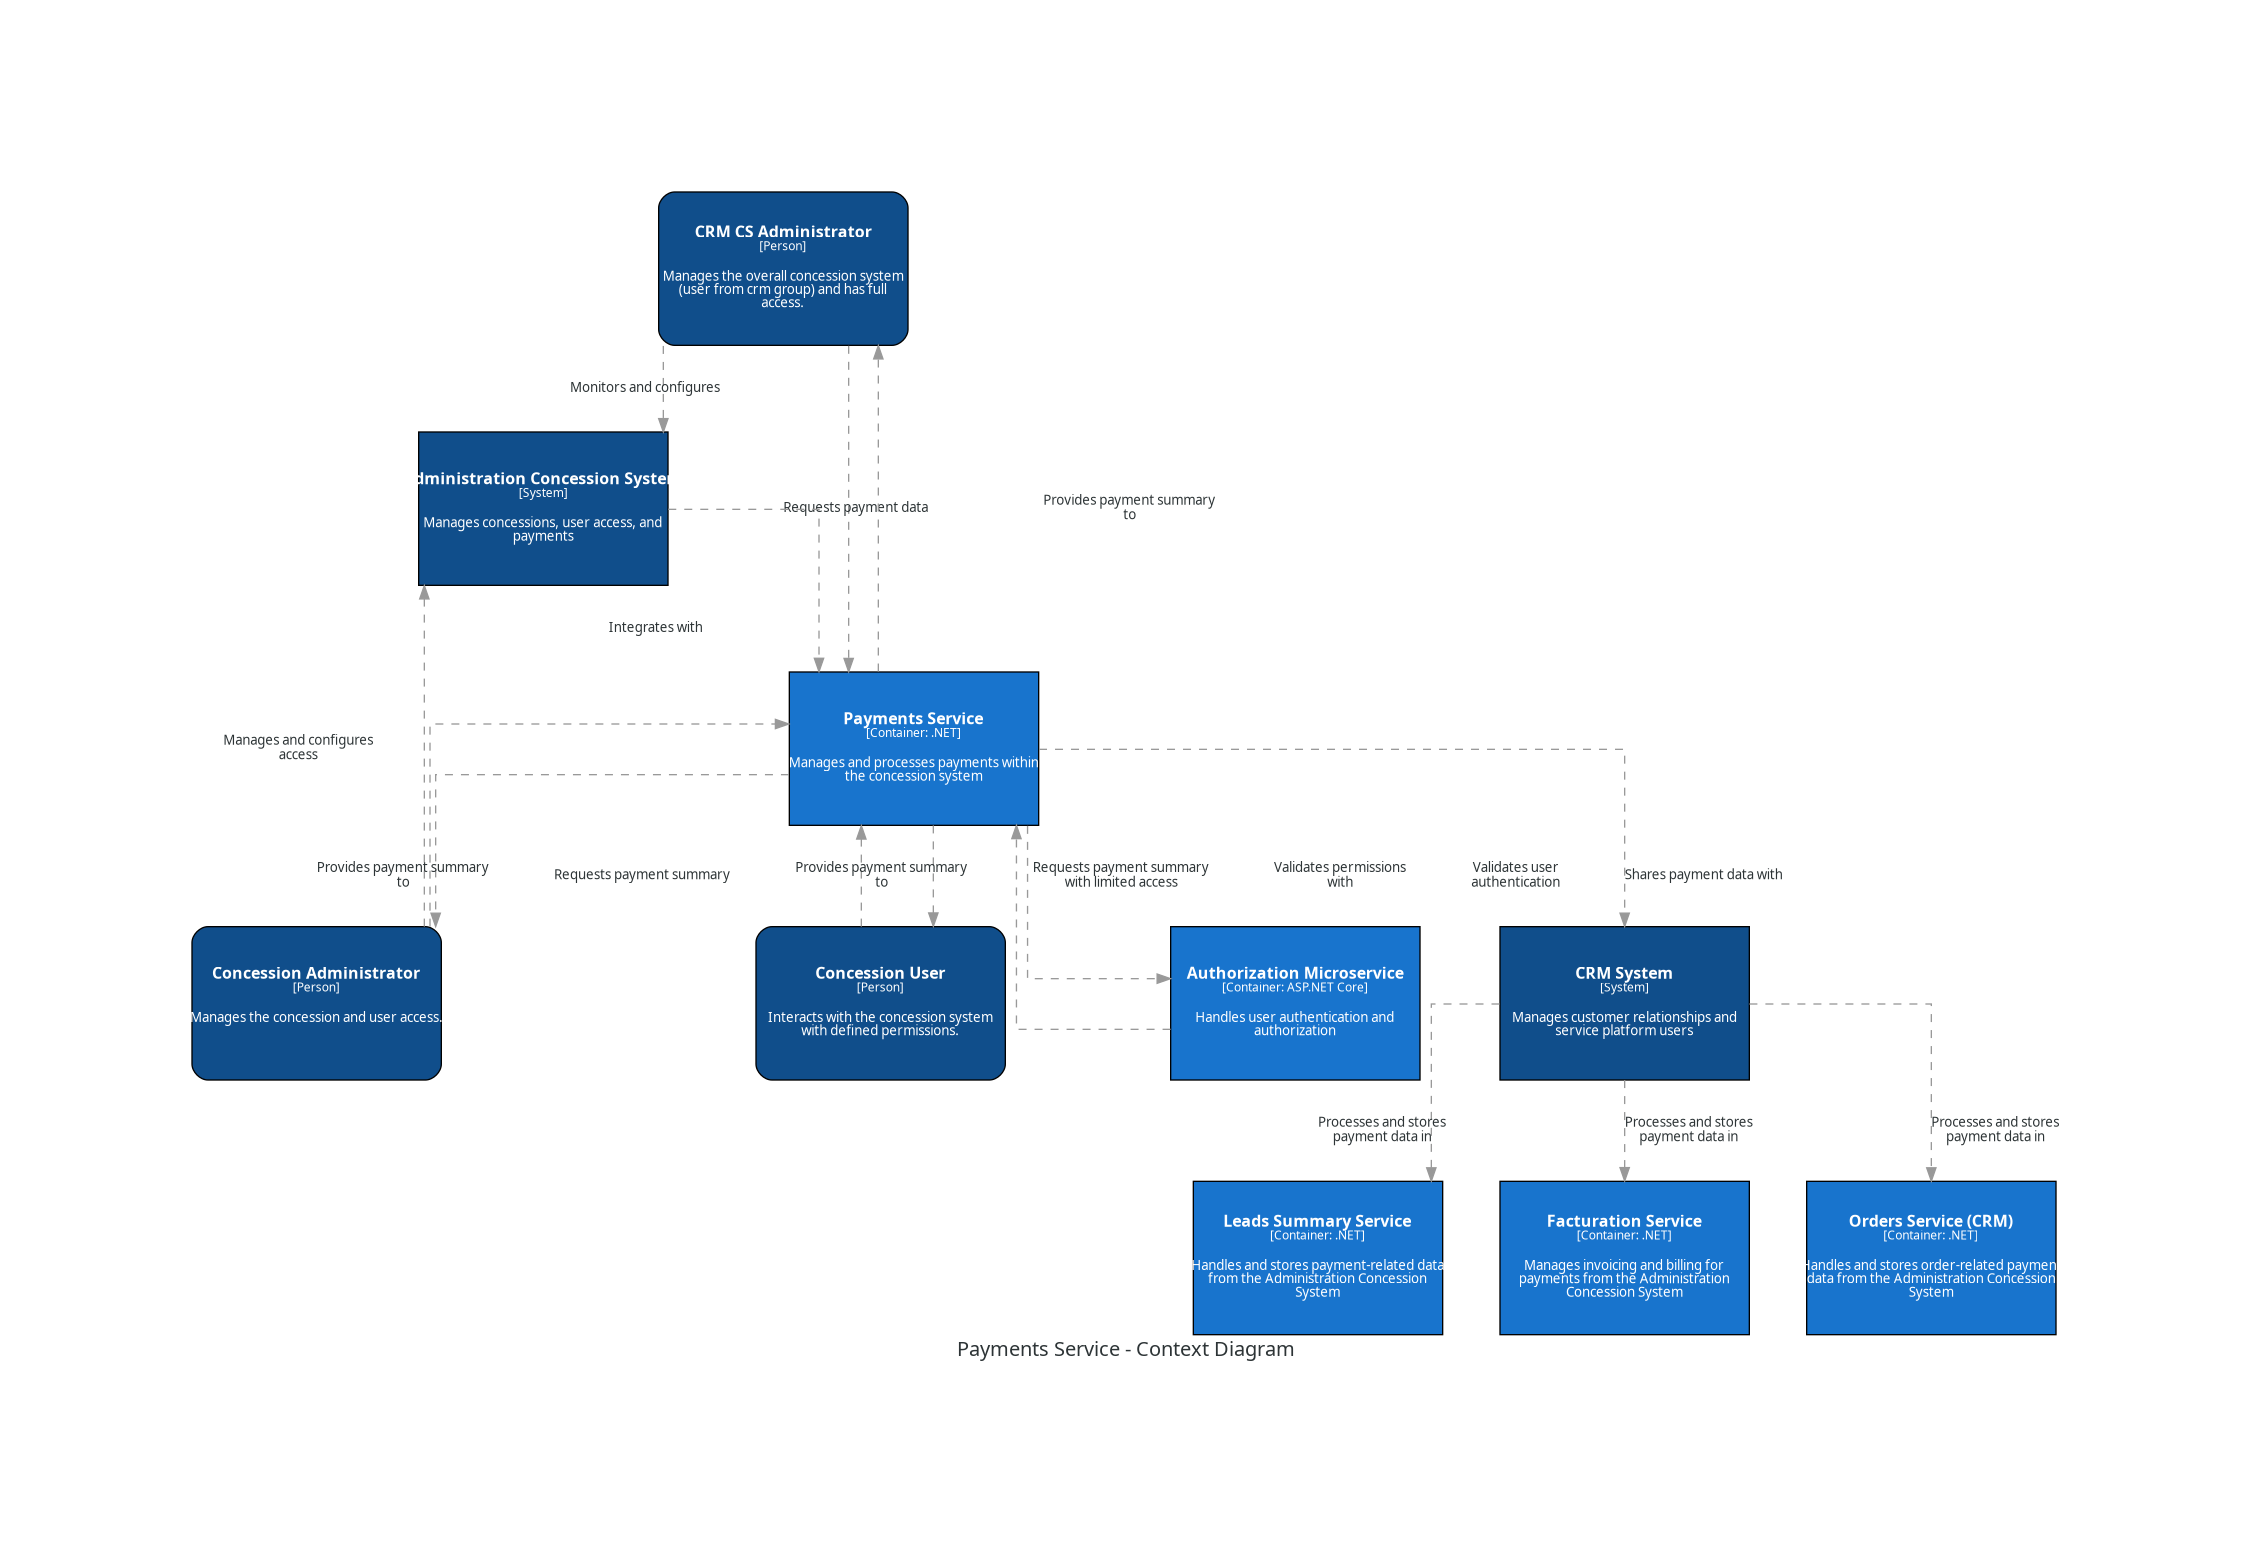 CRM CS Administrator
[Person]
Manages the overall concession system
(user from crm group) and has full
access.
Monitors and configures
dministration Concession System
[System]
Manages concessions, user access, and
payments
Requests payment data
Provides payment summary
to
Integrates with
Payments Service
[Container: .NET]
Manages and processes payments within
the concession system
Manages and configures
access
Provides payment summary
to
Requests payment summary
Provides payment summary
to
Requests payment summary
with limited access
Validates permissions
with
Validates user
authentication
Shares payment data with
Concession Administrator
[Person]
Manages the concession and user access.
Concession User
[Person]
Interacts with the concession system
with defined permissions.
Authorization Microservice
[Container: ASP.NET Core]
Handles user authentication and
authorization
CRM System
[System]
Manages customer relationships and
service platform users
Processes and stores
payment data in
Processes and stores
payment data in
Processes and stores
payment data in
Leads Summary Service
[Container: .NET]
Handles and stores payment-related data
from the Administration Concession
System
Facturation Service
[Container: .NET]
Manages invoicing and billing for
payments from the Administration
Concession System
Orders Service (CRM)
[Container: .NET]
Handles and stores order-related paymen
data from the Administration Concession
System
Payments Service - Context Diagram